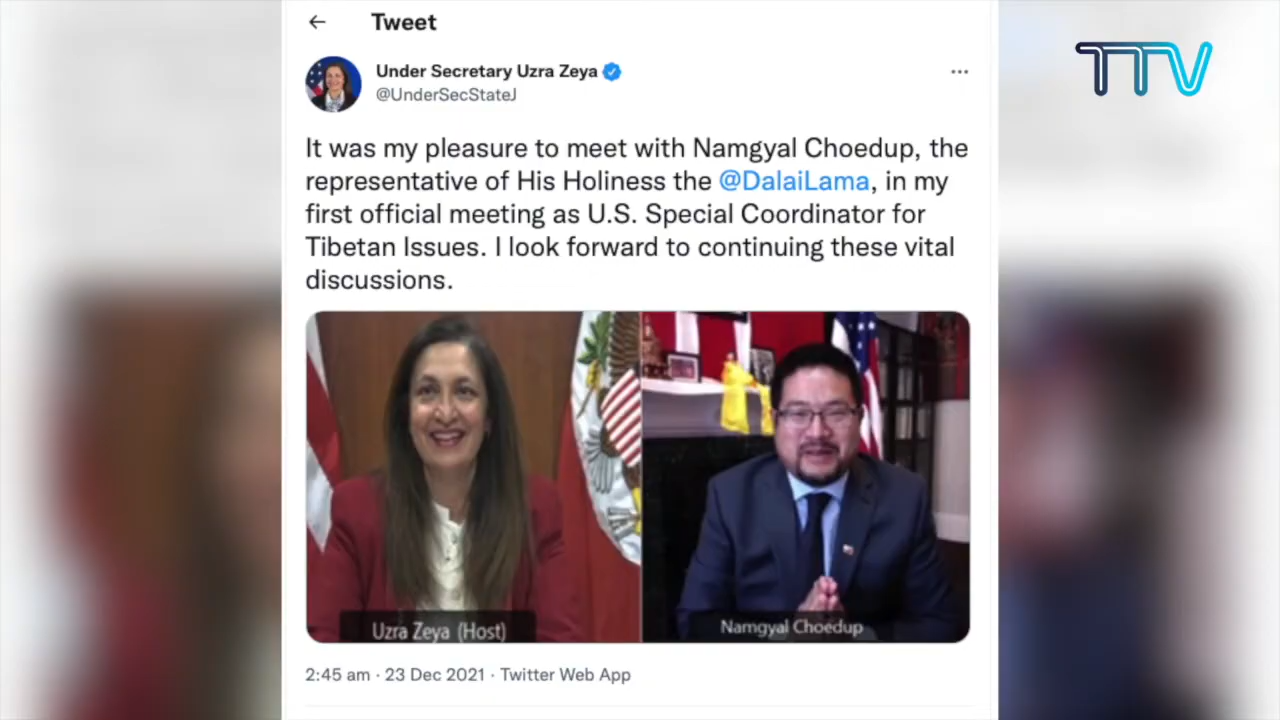 Tweet
TTV
Under Secretary Uzra Zeya
@UnderSecStateJ
It was my pleasure to meet with Namgyal Choedup, the
representative of His Holiness the @DalaiLama, in my
first official meeting as U.S. Special Coordinator for
Tibetan Issues. I look forward to continuing these vital
discussions.
Uzra Zeya (Host)
Namgyal Choedup
2:45 am · 23 Dec 2021 · Twitter Web App